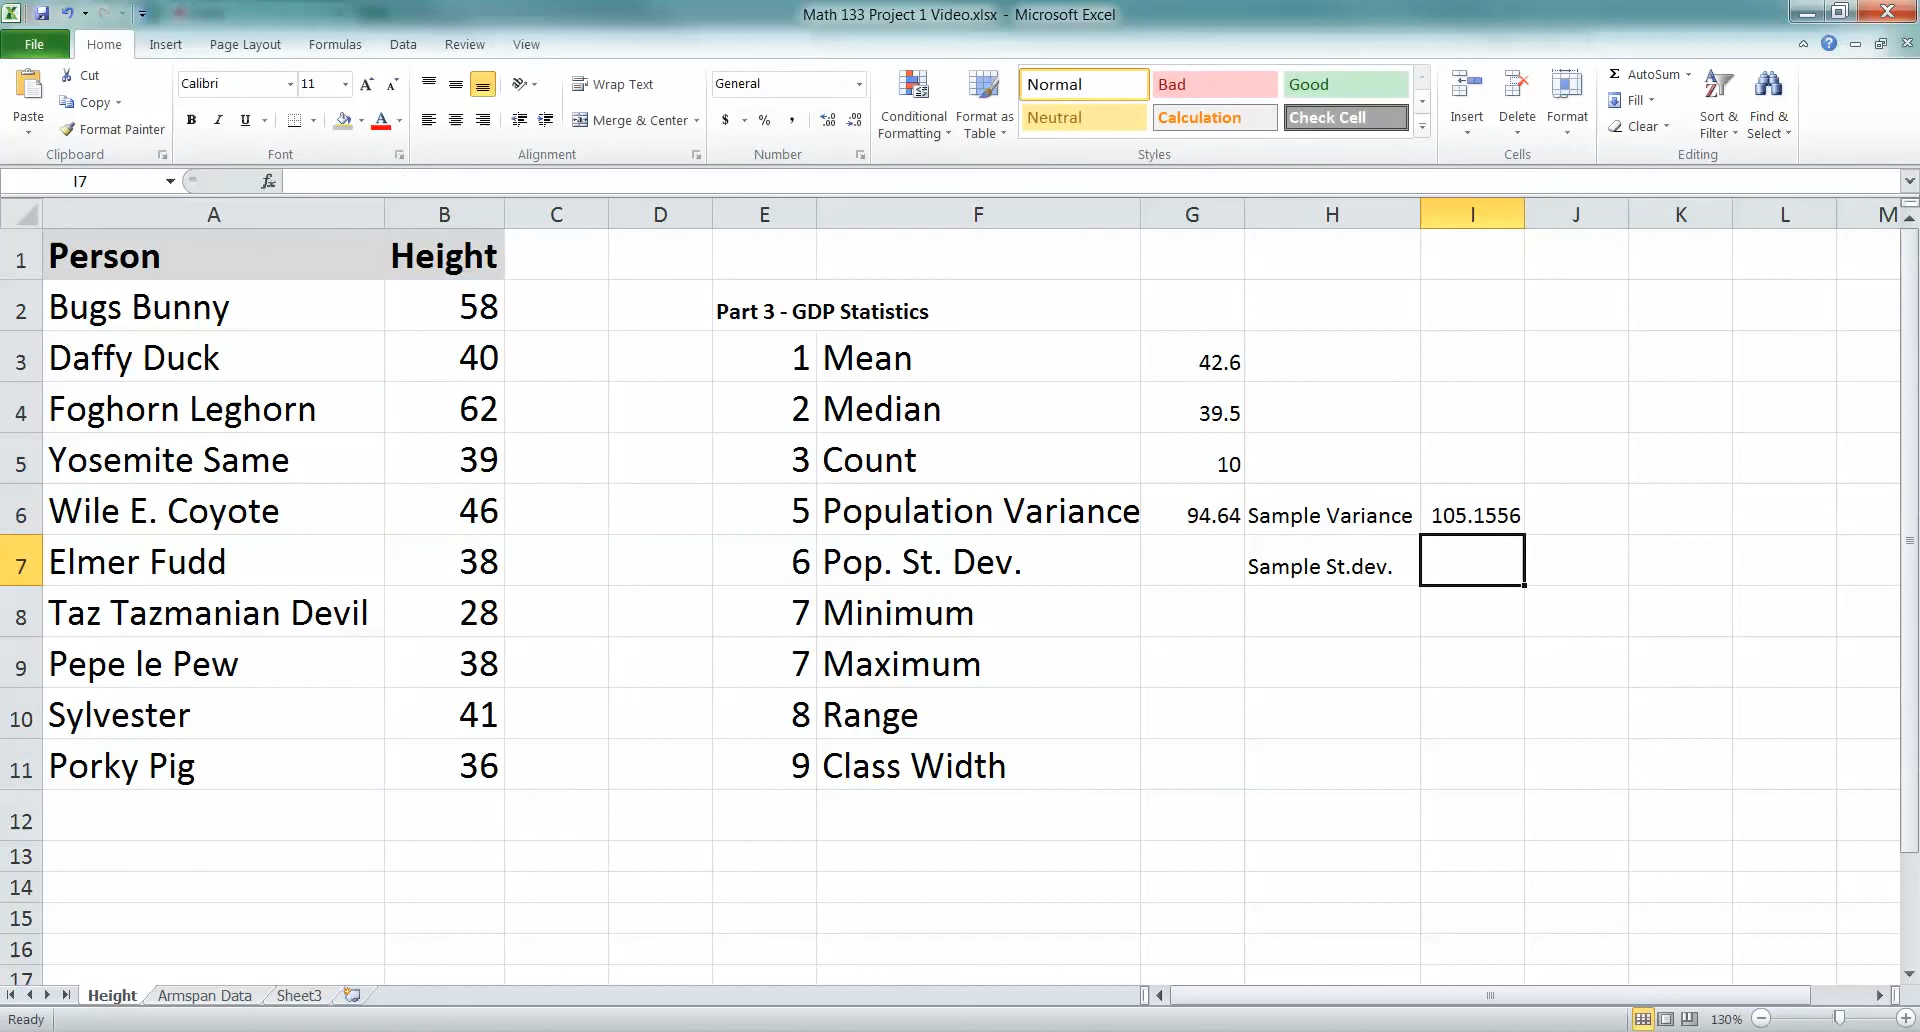 Math 133 Project 1 Video.xlsx - Microsoft Excel
File Home Insert Page Layout Formulas Data Review View
Paste
Cut
Copy
Format Painter
Clipboard
Calibri 11
B I U
Font
Wrap Text
Merge & Center
Alignment
General
$ % ,
Number
Conditional Formatting
Format as Table
Normal Bad Good
Neutral Calculation Check Cell
Styles
Insert Delete Format
Cells
Σ AutoSum
Fill
Clear
Sort & Filter
Find & Select
Editing
I7 fx
A B C D E F G H I J K L M
1 Person Height
2 Bugs Bunny 58 Part 3 - GDP Statistics
3 Daffy Duck 40 1 Mean 42.6
4 Foghorn Leghorn 62 2 Median 39.5
5 Yosemite Same 39 3 Count 10
6 Wile E. Coyote 46 5 Population Variance 94.64 Sample Variance 105.1556
7 Elmer Fudd 38 6 Pop. St. Dev. Sample St.dev.
8 Taz Tazmanian Devil 28 7 Minimum
9 Pepe le Pew 38 7 Maximum
10 Sylvester 41 8 Range
11 Porky Pig 36 9 Class Width
12
13
14
15
16
17
Height Armspan Data Sheet3
Ready 130%